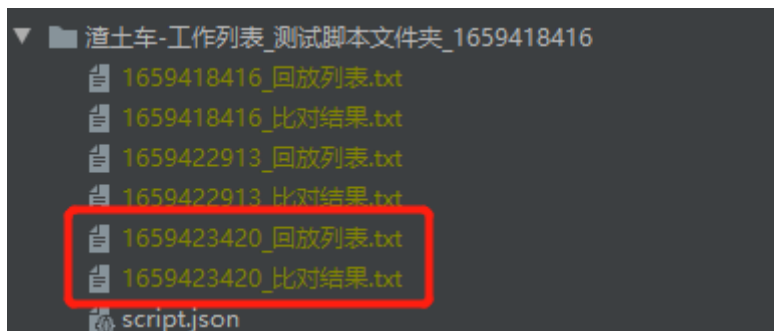 渣土车-工作列表_测试脚本文件夹_1659418416
1659418416_回放列表.txt
1659418416_比对结果.txt
1659422913_回放列表.txt
1659422913_比对结果.txt
1659423420_回放列表.txt
1659423420_比对结果.txt
script.json